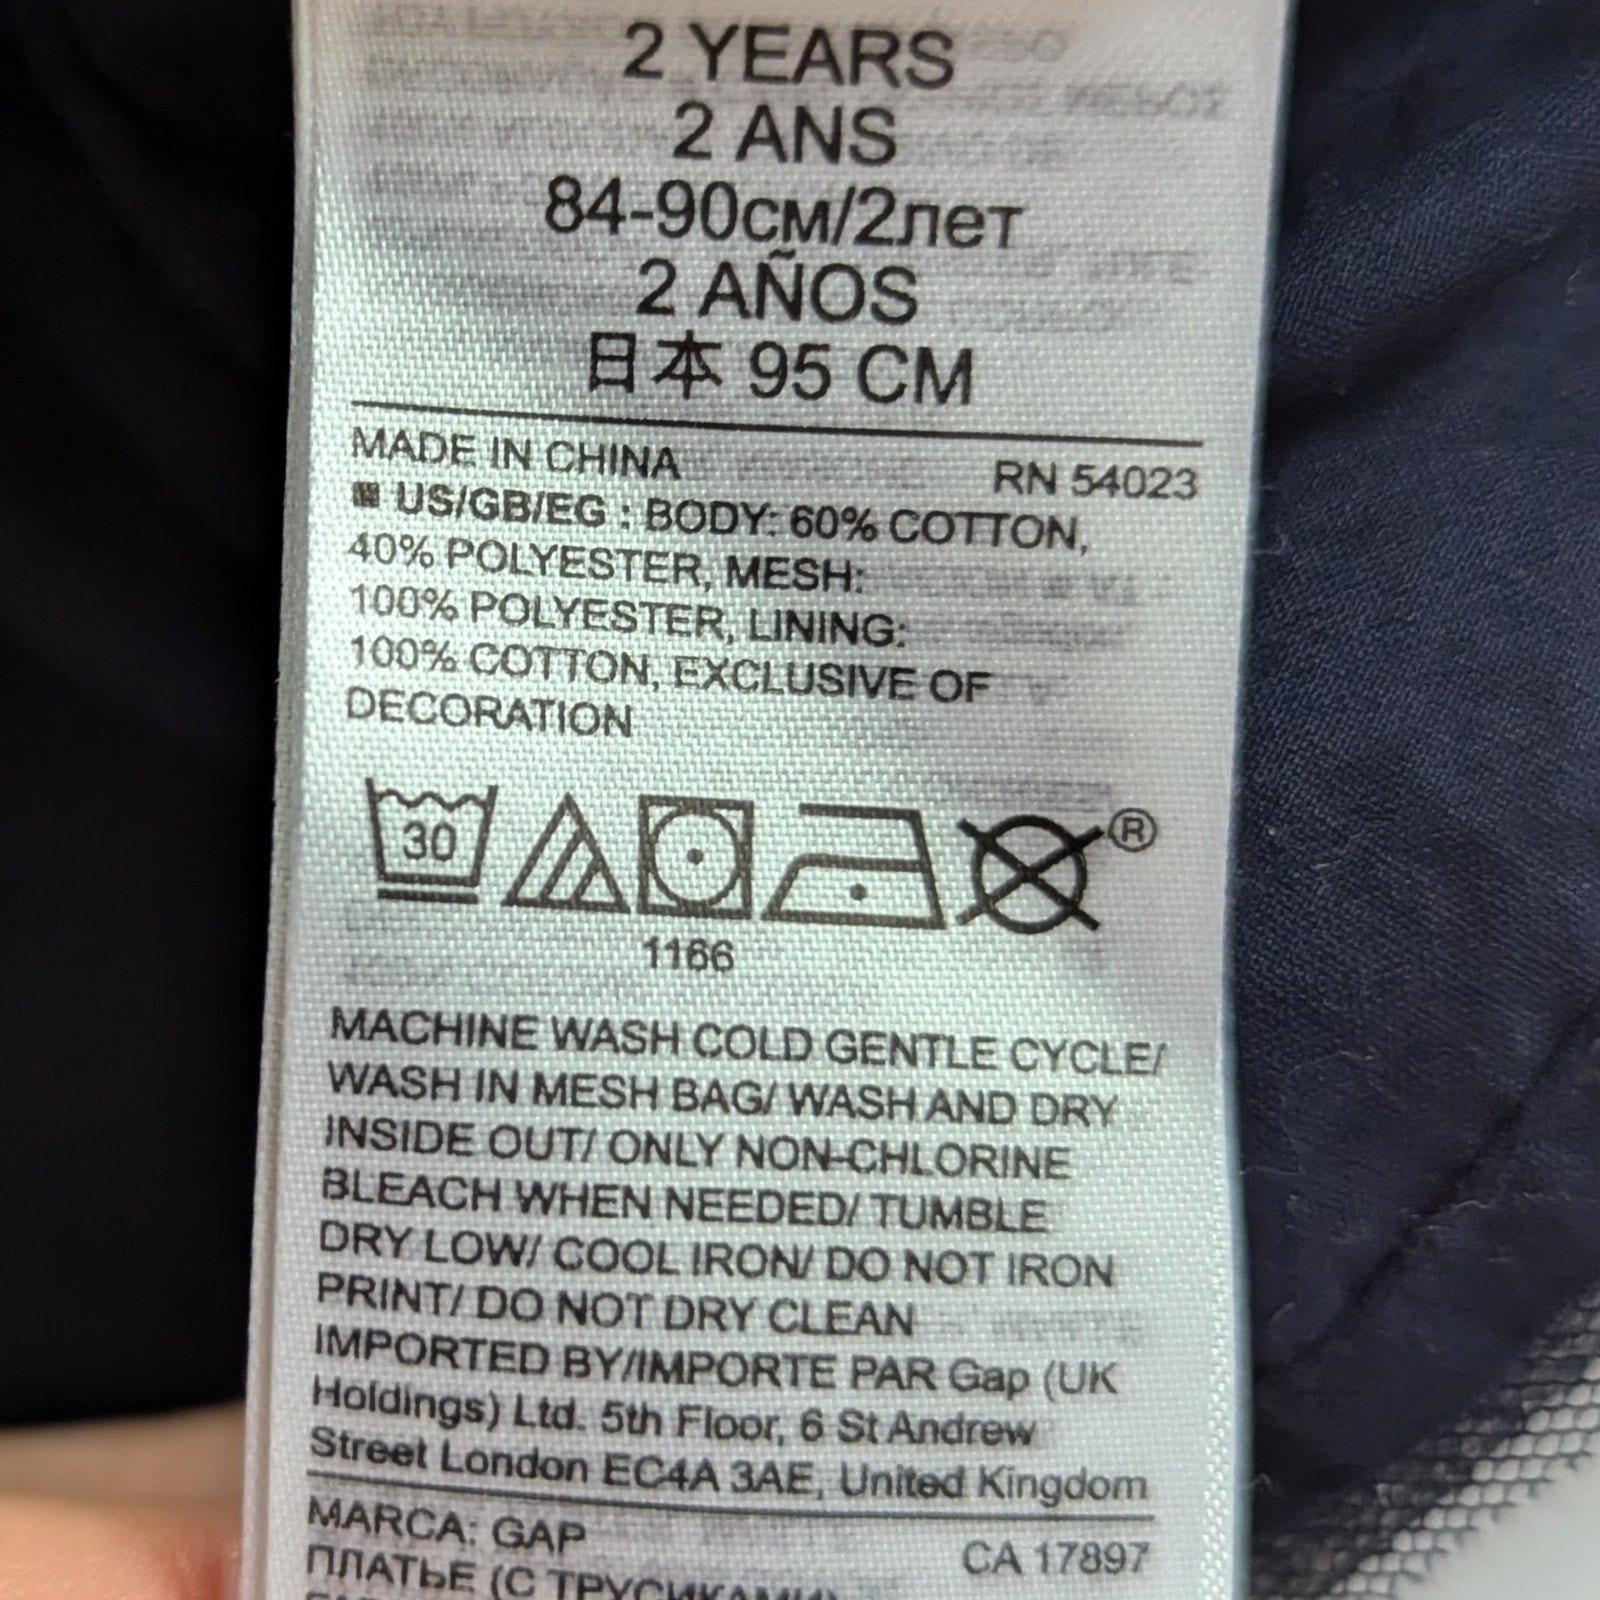 2 YEARS
2 ANS
84-90см/2лет
2 AÑOS
日本 95 CM
MADE IN CHINA RN 54023
US/GB/EG : BODY: 60% COTTON,
40% POLYESTER, MESH:
100% POLYESTER, LINING:
100% COTTON, EXCLUSIVE OF
DECORATION
30 ®
1166
MACHINE WASH COLD GENTLE CYCLE/
WASH IN MESH BAG/ WASH AND DRY
INSIDE OUT/ ONLY NON-CHLORINE
BLEACH WHEN NEEDED/ TUMBLE
DRY LOW/ COOL IRON/ DO NOT IRON
PRINT/ DO NOT DRY CLEAN
IMPORTED BY/IMPORTE PAR Gap (UK
Holdings) Ltd. 5th Floor, 6 St Andrew
Street London EC4A 3AE, United Kingdom
MARCA: GAP CA 17897
ПЛАТЬЕ (С ТРУСИКАМИ)